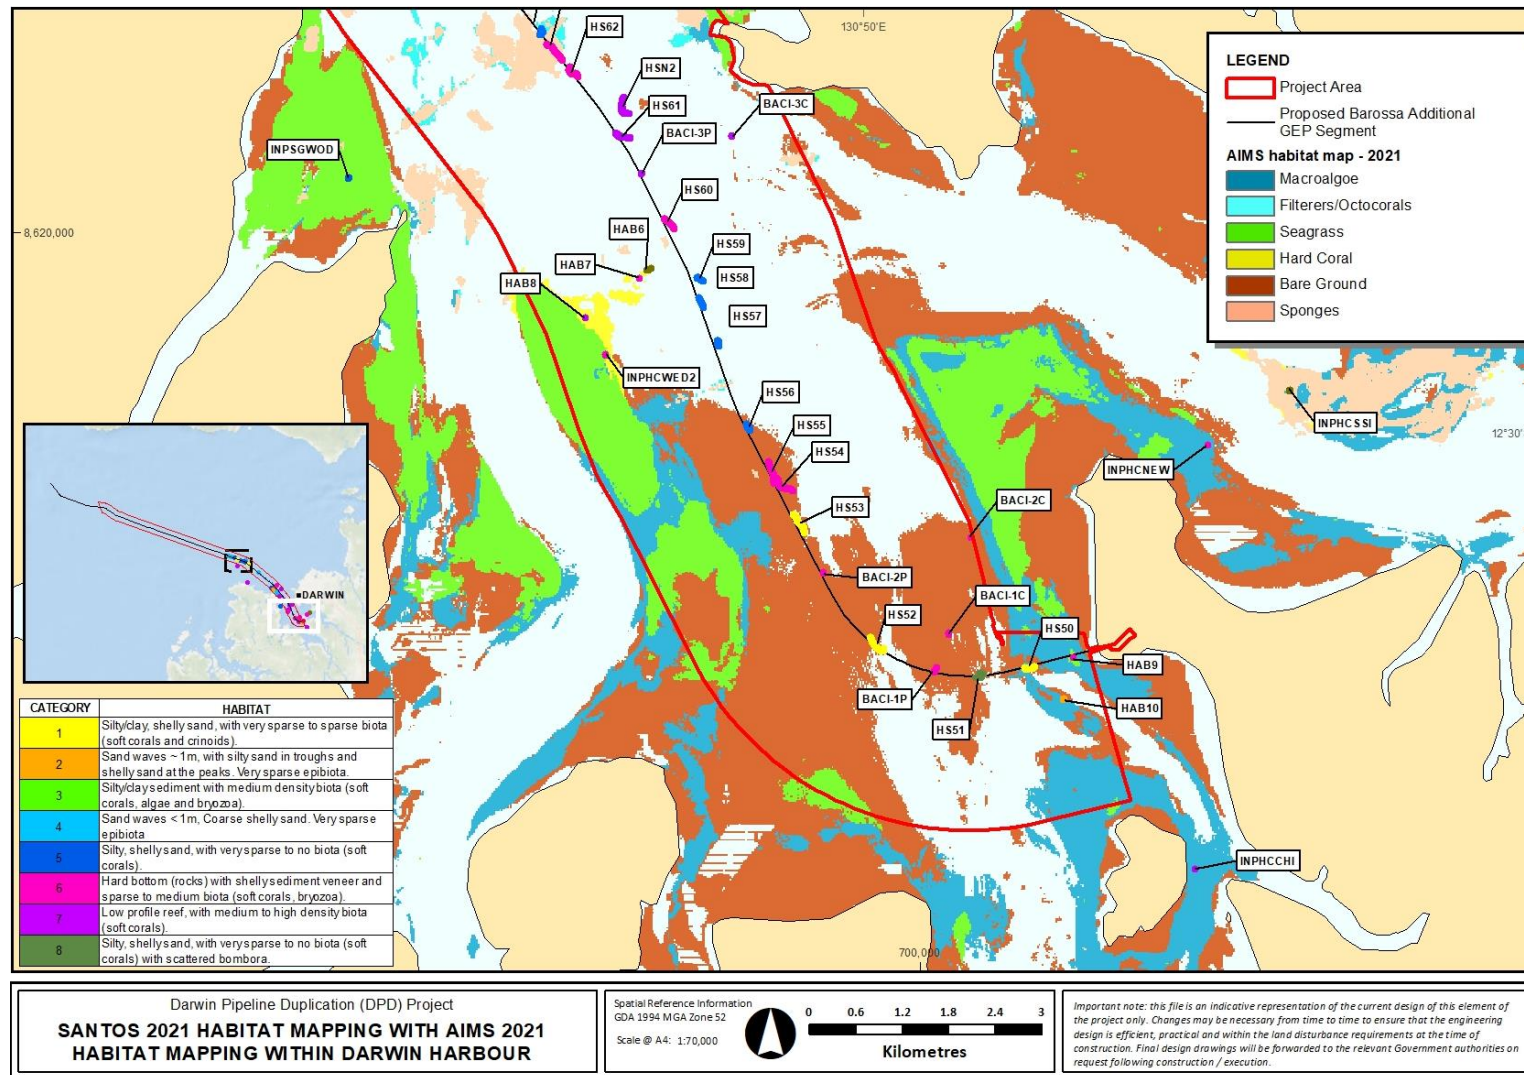 130°50'E
HS62
HSN2
HS61
BACI-3C
BACI-3P
INPSGWOD
HS60
8,620,000
HAB6
HS59
HAB7
HS58
HAB8
HS57
INPHCWED2
HS56
INPHCSSI
12°30'
HS55
HS54
INPHCNEW
BACI-2C
HS53
BACI-2P
BACI-1C
HS52
HS50
HAB9
BACI-1P
HAB10
HS51
INPHCCHI
700,000
LEGEND
Project Area
Proposed Barossa Additional
GEP Segment
AIMS habitat map - 2021
Macroalgoe
Filterers/Octocorals
Seagrass
Hard Coral
Bare Ground
Sponges
DARWIN
CATEGORY HABITAT
1 Silty/clay, shelly sand, with very sparse to sparse biota
(soft corals and crinoids).
2 Sand waves ~ 1m, with silty sand in troughs and
shelly sand at the peaks. Very sparse epibiota.
3 Silty/clay sediment with medium density biota (soft
corals, algae and bryozoa).
4 Sand waves < 1m, Coarse shelly sand. Very sparse
epibiota
5 Silty, shelly sand, with very sparse to no biota (soft
corals).
6 Hard bottom (rocks) with shelly sediment veneer and
sparse to medium biota (soft corals, bryozoa).
7 Low profile reef, with medium to high density biota
(soft corals).
8 Silty, shelly sand, with very sparse to no biota (soft
corals) with scattered bombora.
Darwin Pipeline Duplication (DPD) Project
SANTOS 2021 HABITAT MAPPING WITH AIMS 2021
HABITAT MAPPING WITHIN DARWIN HARBOUR
Spatial Reference Information
GDA 1994 MGA Zone 52
Scale @ A4: 1:70,000
0 0.6 1.2 1.8 2.4 3
Kilometres
Important note: this file is an indicative representation of the current design of this element of
the project only. Changes may be necessary from time to time to ensure that the engineering
design is efficient, practical and within the land disturbance requirements at the time of
construction. Final design drawings will be forwarded to the relevant Government authorities on
request following construction / execution.